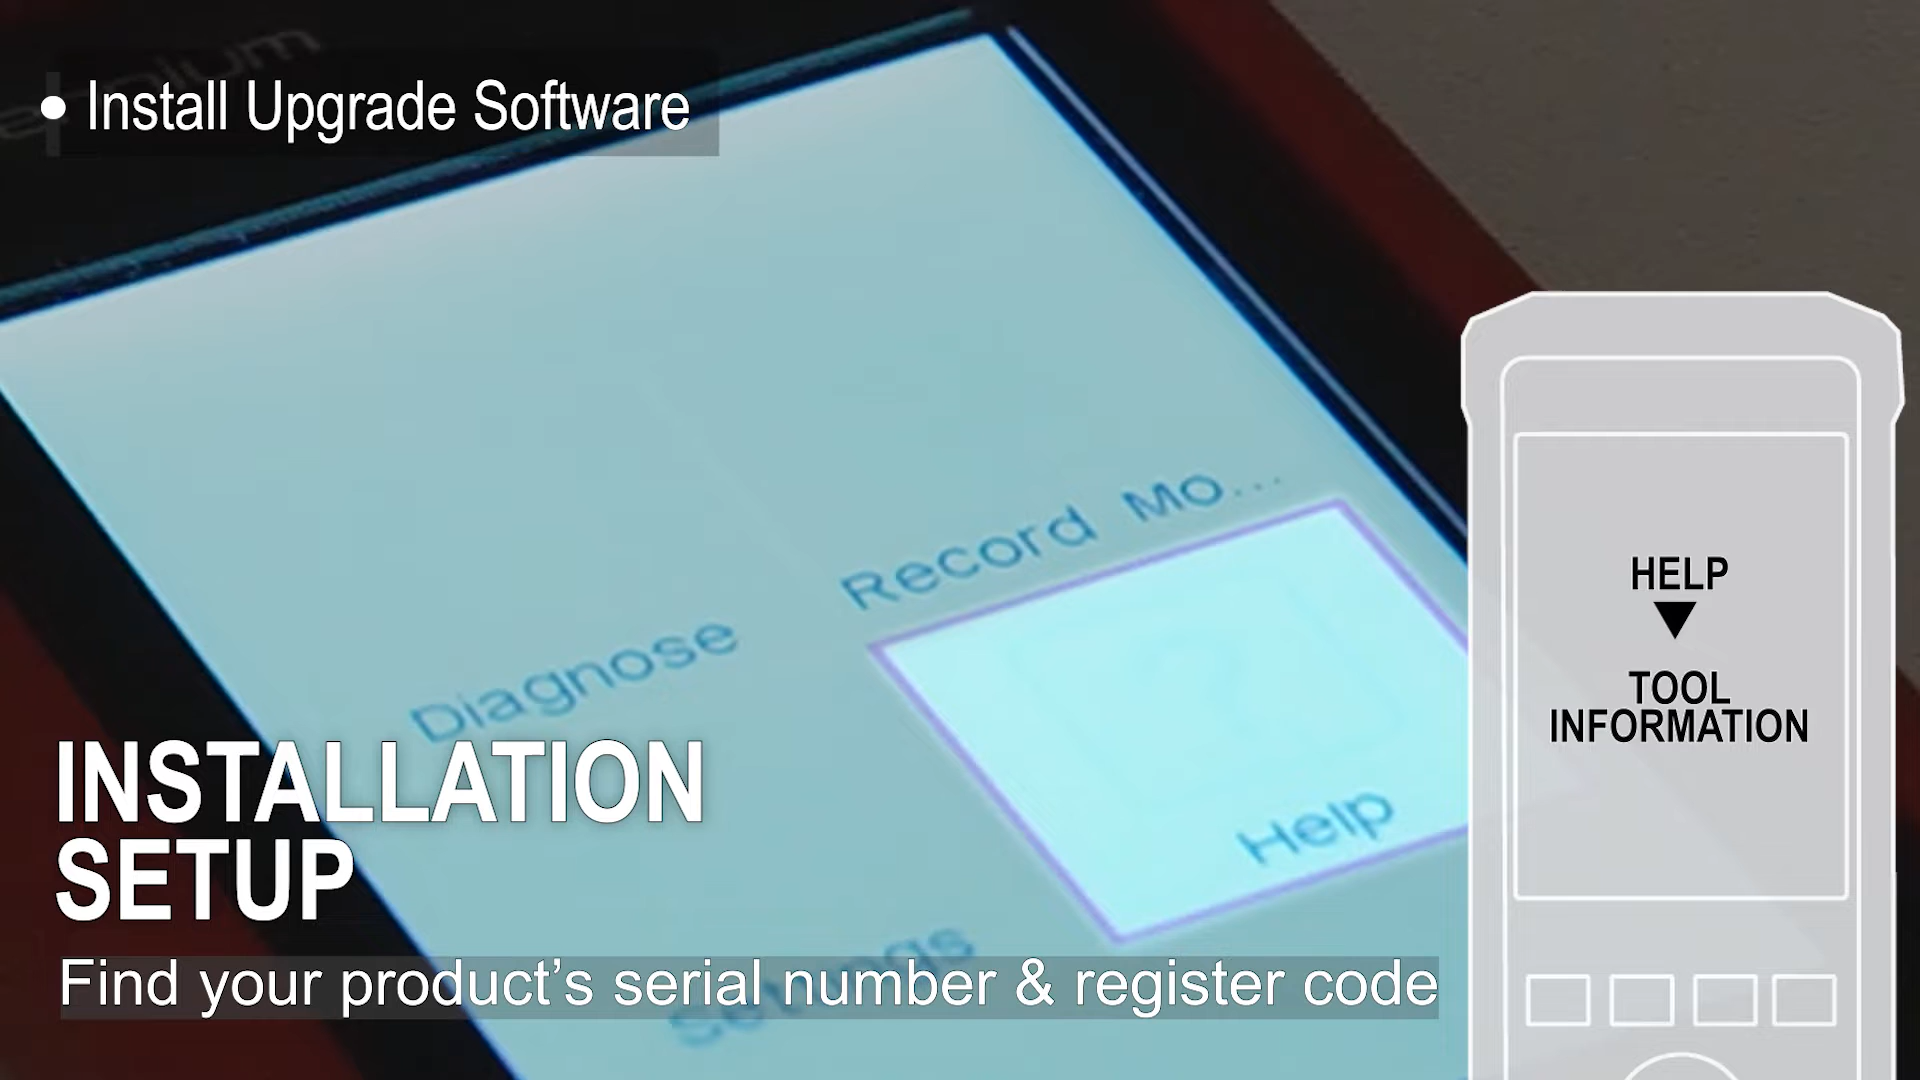 • Install Upgrade Software
Record Mo...
Diagnose
Help
Settings
HELP
TOOL
INFORMATION
INSTALLATION
SETUP
Find your product’s serial number & register code